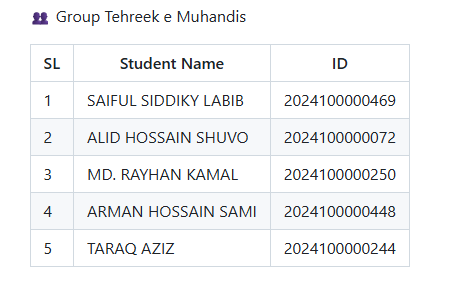 Group Tehreek e Muhandis
SL Student Name ID
1 SAIFUL SIDDIKY LABIB 2024100000469
2 ALID HOSSAIN SHUVO 2024100000072
3 MD. RAYHAN KAMAL 2024100000250
4 ARMAN HOSSAIN SAMI 2024100000448
5 TARAQ AZIZ 2024100000244